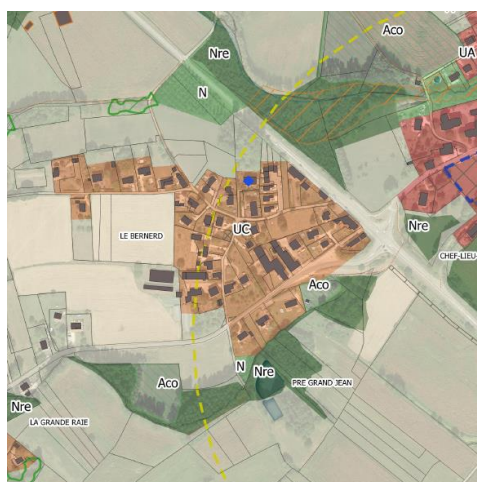 Aco
Nre
UA
N
LE BERNERD
UC
Nre
CHEF-LIEU-
Aco
N
Nre
Aco
PRE GRAND JEAN
Nre
LA GRANDE RAIE